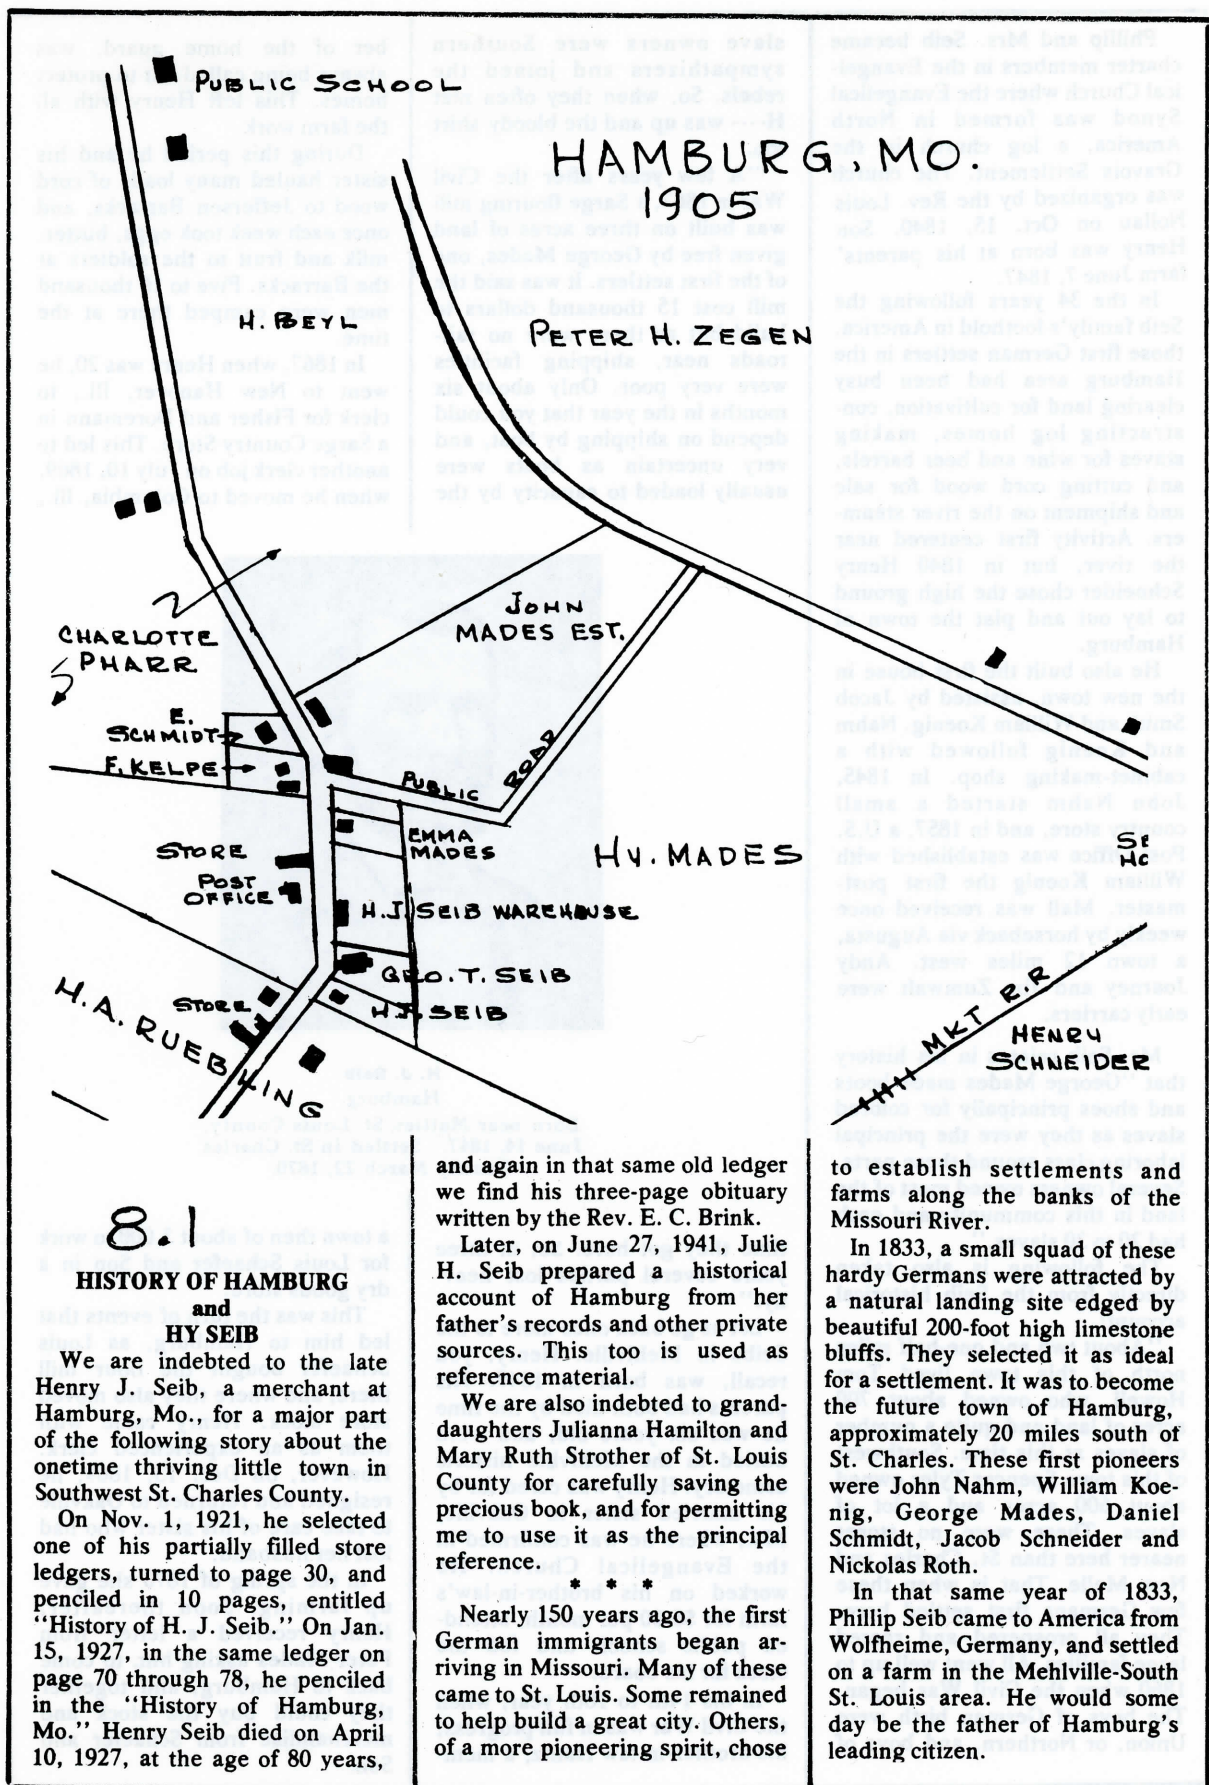 PUBLIC SCHOOL
HAMBURG, MO.
1905
H. BEYL
PETER H. ZEGEN
JOHN
MADES EST.
CHARLOTTE
PHARR
E.
SCHMIDT
F. KELPE
PUBLIC ROAD
EMMA
MADES
HY. MADES
STORE
POST
OFFICE
H.J. SEIB WAREHOUSE
GEO. T. SEIB
H.J. SEIB
STORE
H.A. RUEBLING
MKT R.R
HENRY
SCHNEIDER
81
HISTORY OF HAMBURG
and
HY SEIB
We are indebted to the late
Henry J. Seib, a merchant at
Hamburg, Mo., for a major part
of the following story about the
onetime thriving little town in
Southwest St. Charles County.
On Nov. 1, 1921, he selected
one of his partially filled store
ledgers, turned to page 30, and
penciled in 10 pages, entitled
"History of H. J. Seib." On Jan.
15, 1927, in the same ledger on
page 70 through 78, he penciled
in the "History of Hamburg,
Mo." Henry Seib died on April
10, 1927, at the age of 80 years,
and again in that same old ledger
we find his three-page obituary
written by the Rev. E. C. Brink.
Later, on June 27, 1941, Julie
H. Seib prepared a historical
account of Hamburg from her
father's records and other private
sources. This too is used as
reference material.
We are also indebted to grand-
daughters Julianna Hamilton and
Mary Ruth Strother of St. Louis
County for carefully saving the
precious book, and for permitting
me to use it as the principal
reference.
* * * *
Nearly 150 years ago, the first
German immigrants began ar-
riving in Missouri. Many of these
came to St. Louis. Some remained
to help build a great city. Others,
of a more pioneering spirit, chose
to establish settlements and
farms along the banks of the
Missouri River.
In 1833, a small squad of these
hardy Germans were attracted by
a natural landing site edged by
beautiful 200-foot high limestone
bluffs. They selected it as ideal
for a settlement. It was to become
the future town of Hamburg,
approximately 20 miles south of
St. Charles. These first pioneers
were John Nahm, William Koe-
nig, George Mades, Daniel
Schmidt, Jacob Schneider and
Nickolas Roth.
In that same year of 1833,
Phillip Seib came to America from
Wolfheime, Germany, and settled
on a farm in the Mehlville-South
St. Louis area. He would some
day be the father of Hamburg's
leading citizen.